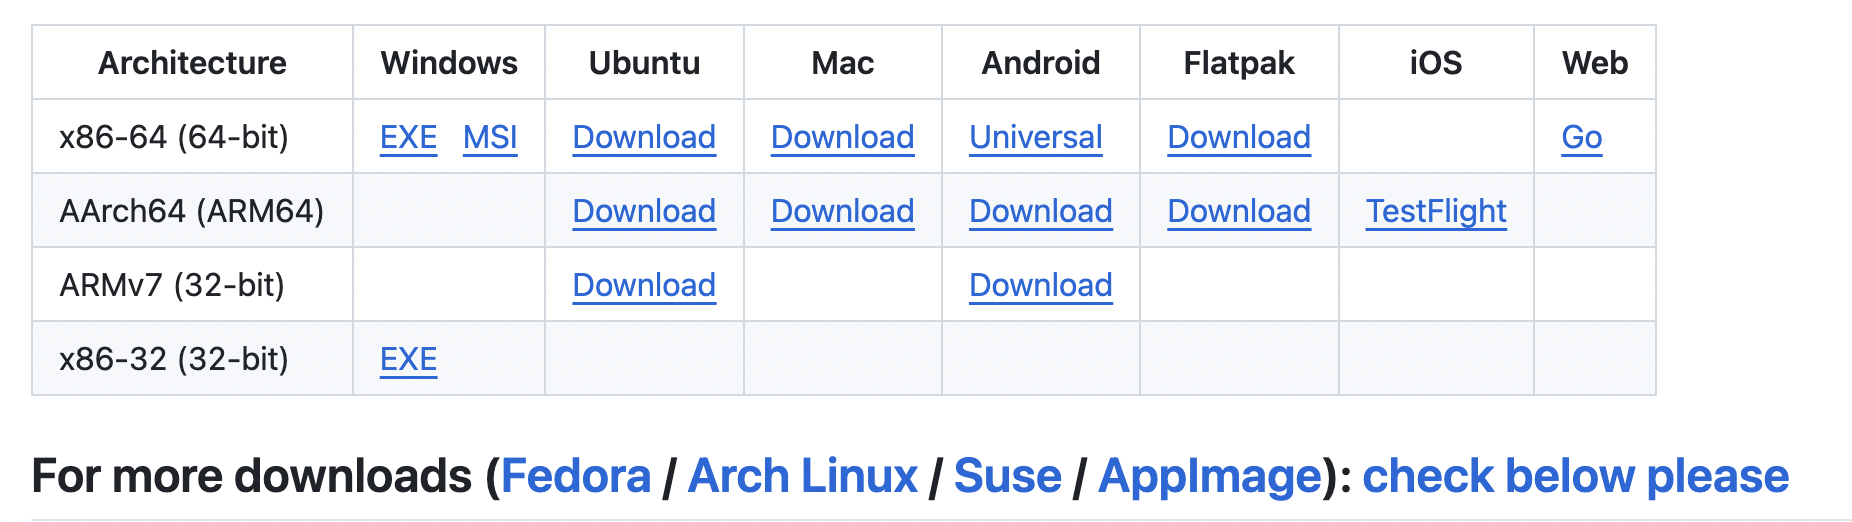 Architecture Windows Ubuntu Mac Android Flatpak iOS Web
x86-64 (64-bit) EXE MSI Download Download Universal Download Go
AArch64 (ARM64) Download Download Download Download TestFlight
ARMv7 (32-bit) Download Download
x86-32 (32-bit) EXE
For more downloads (Fedora / Arch Linux / Suse / AppImage): check below please